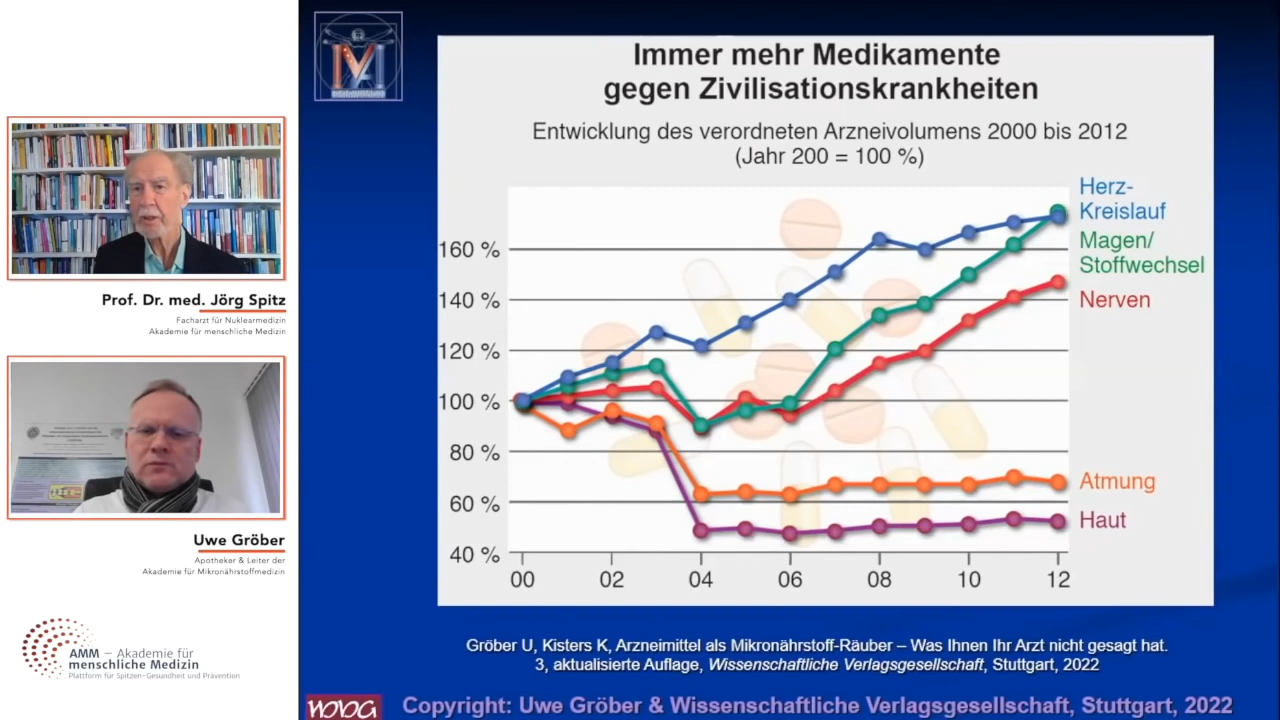 Immer mehr Medikamente
gegen Zivilisationskrankheiten
Entwicklung des verordneten Arzneivolumens 2000 bis 2012
(Jahr 200 = 100 %)
160 %
140 %
120 %
100 %
80 %
60 %
40 %
00 02 04 06 08 10 12
Herz-
Kreislauf
Magen/
Stoffwechsel
Nerven
Atmung
Haut
Gröber U, Kisters K, Arzneimittel als Mikronährstoff-Räuber – Was Ihnen Ihr Arzt nicht gesagt hat.
3, aktualisierte Auflage, Wissenschaftliche Verlagsgesellschaft, Stuttgart, 2022
Copyright: Uwe Gröber & Wissenschaftliche Verlagsgesellschaft, Stuttgart, 2022
Prof. Dr. med. Jörg Spitz
Facharzt für Nuklearmedizin
Akademie für menschliche Medizin
Uwe Gröber
Apotheker & Leiter der
Akademie für Mikronährstoffmedizin
AMM – Akademie für
menschliche Medizin
Plattform für Spitzen-Gesundheit und Prävention